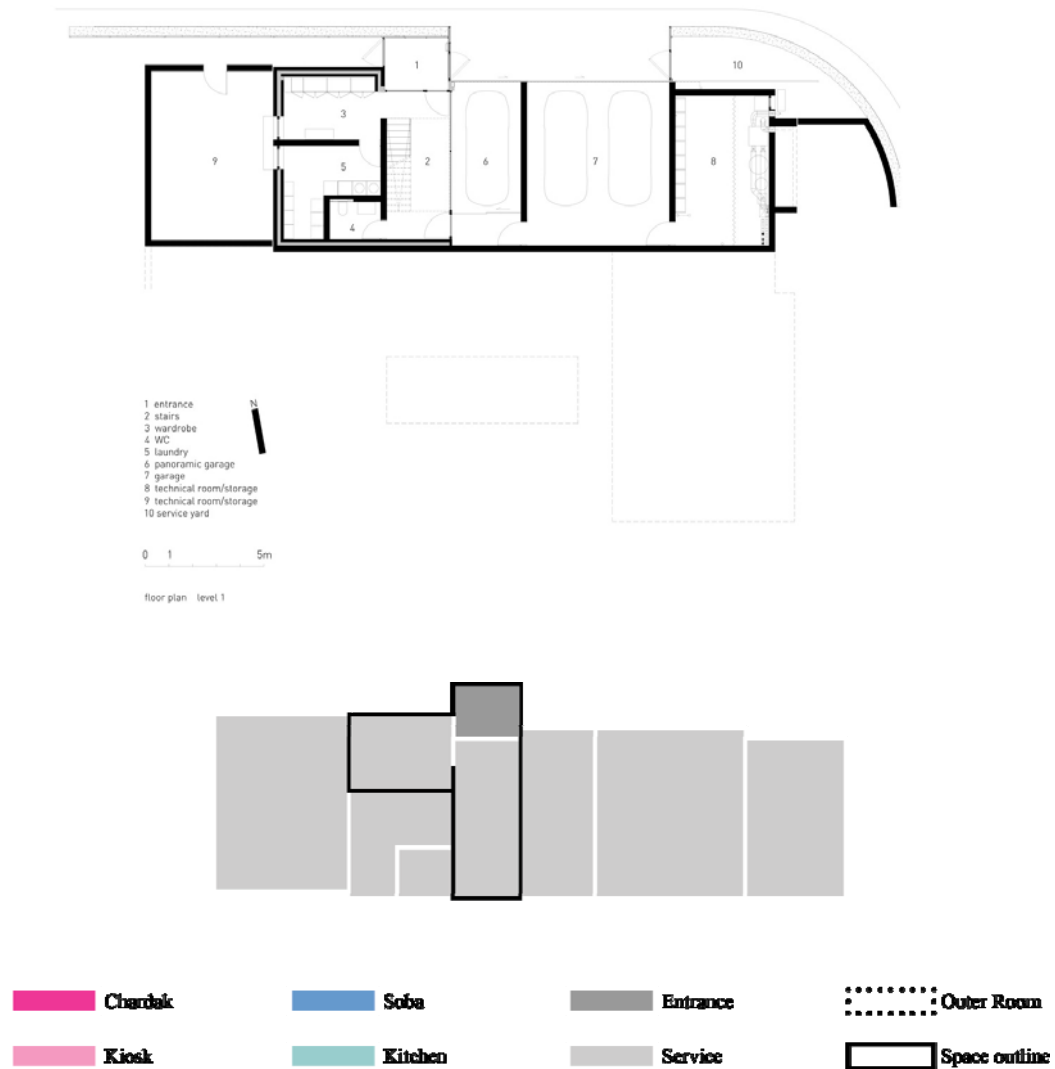 1
10
3
9
5
2
6
7
8
4
1 entrance
2 stairs
3 wardrobe
4 WC
5 laundry
6 panoramic garage
7 garage
8 technical room/storage
9 technical room/storage
10 service yard
N
0 1 5m
floor plan level 1
Chardak Soba Entrance Outer Room
Kiosk Kitchen Service Space outline